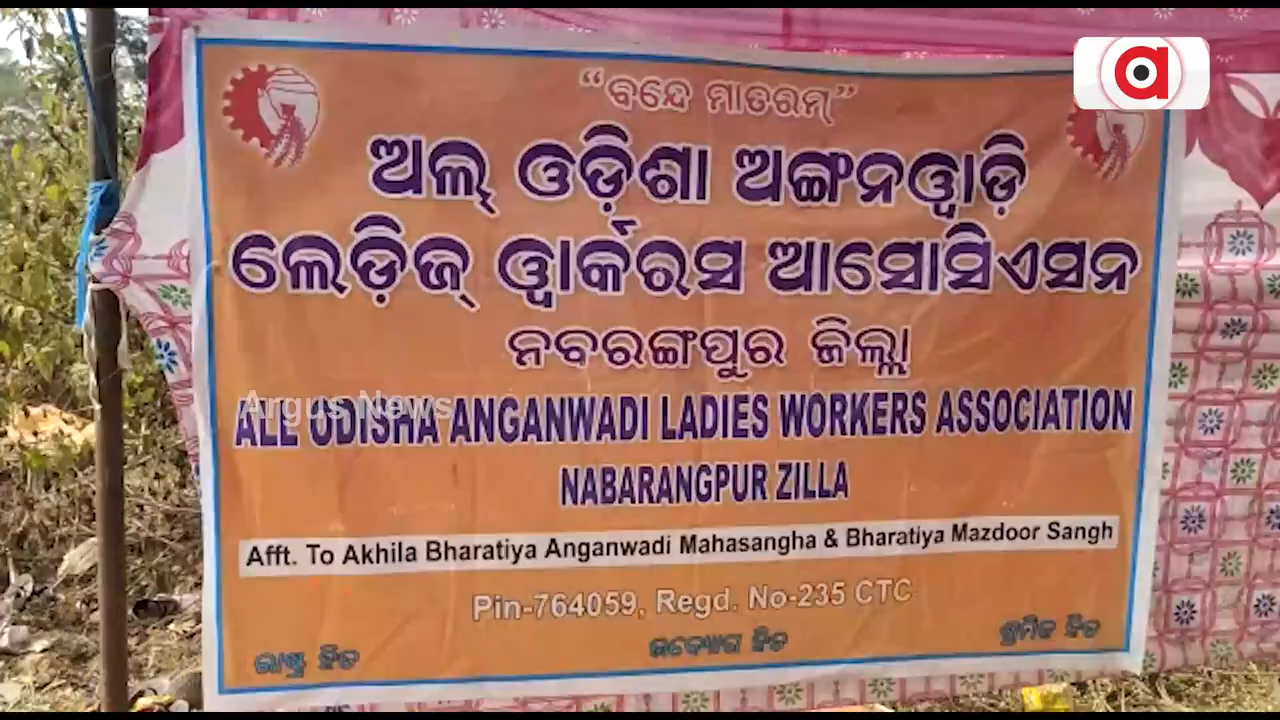 “ବନ୍ଦେ ମାତରମ୍”
ଅଲ୍ ଓଡ଼ିଶା ଅଙ୍ଗନୱାଡ଼ି
ଲେଡ଼ିଜ୍ ୱାର୍କରସ ଆସୋସିଏସନ
ନବରଙ୍ଗପୁର ଜିଲ୍ଲା
Argus News
ALL ODISHA ANGANWADI LADIES WORKERS ASSOCIATION
NABARANGPUR ZILLA
Afft. To Akhila Bharatiya Anganwadi Mahasangha & Bharatiya Mazdoor Sangh
Pin-764059, Regd. No-235 CTC
ରାଷ୍ଟ୍ର ହିତ ଉଦ୍ୟୋଗ ହିତ ଶ୍ରମିକ ହିତ